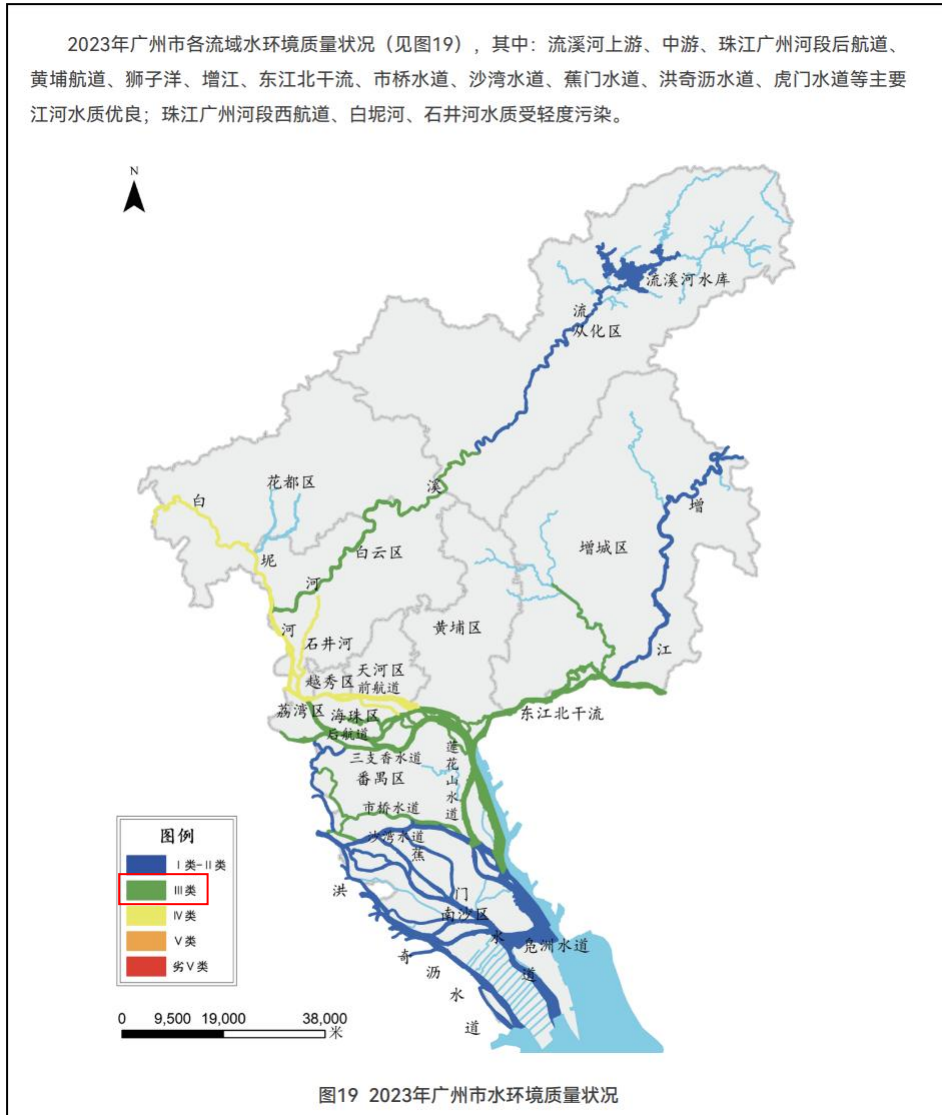 2023年广州市各流域水环境质量状况（见图19），其中：流溪河上游、中游、珠江广州河段后航道、
黄埔航道、狮子洋、增江、东江北干流、市桥水道、沙湾水道、蕉门水道、洪奇沥水道、虎门水道等主要
江河水质优良；珠江广州河段西航道、白坭河、石井河水质受轻度污染。
N
流溪河水库
流
从化区
溪
花都区
白
增
坭
白云区
增城区
河
河
石井河
黄埔区
江
天河区
越秀区
前航道
荔湾区
海珠区
东江北干流
后航道
三支香水道
莲花山水道
番禺区
市桥水道
沙湾水道
蕉
洪
门
南沙区
水
凫洲水道
奇
道
沥
水
道
图例
Ⅰ类-Ⅱ类
Ⅲ类
Ⅳ类
Ⅴ类
劣Ⅴ类
0 9,500 19,000 38,000
米
图19 2023年广州市水环境质量状况